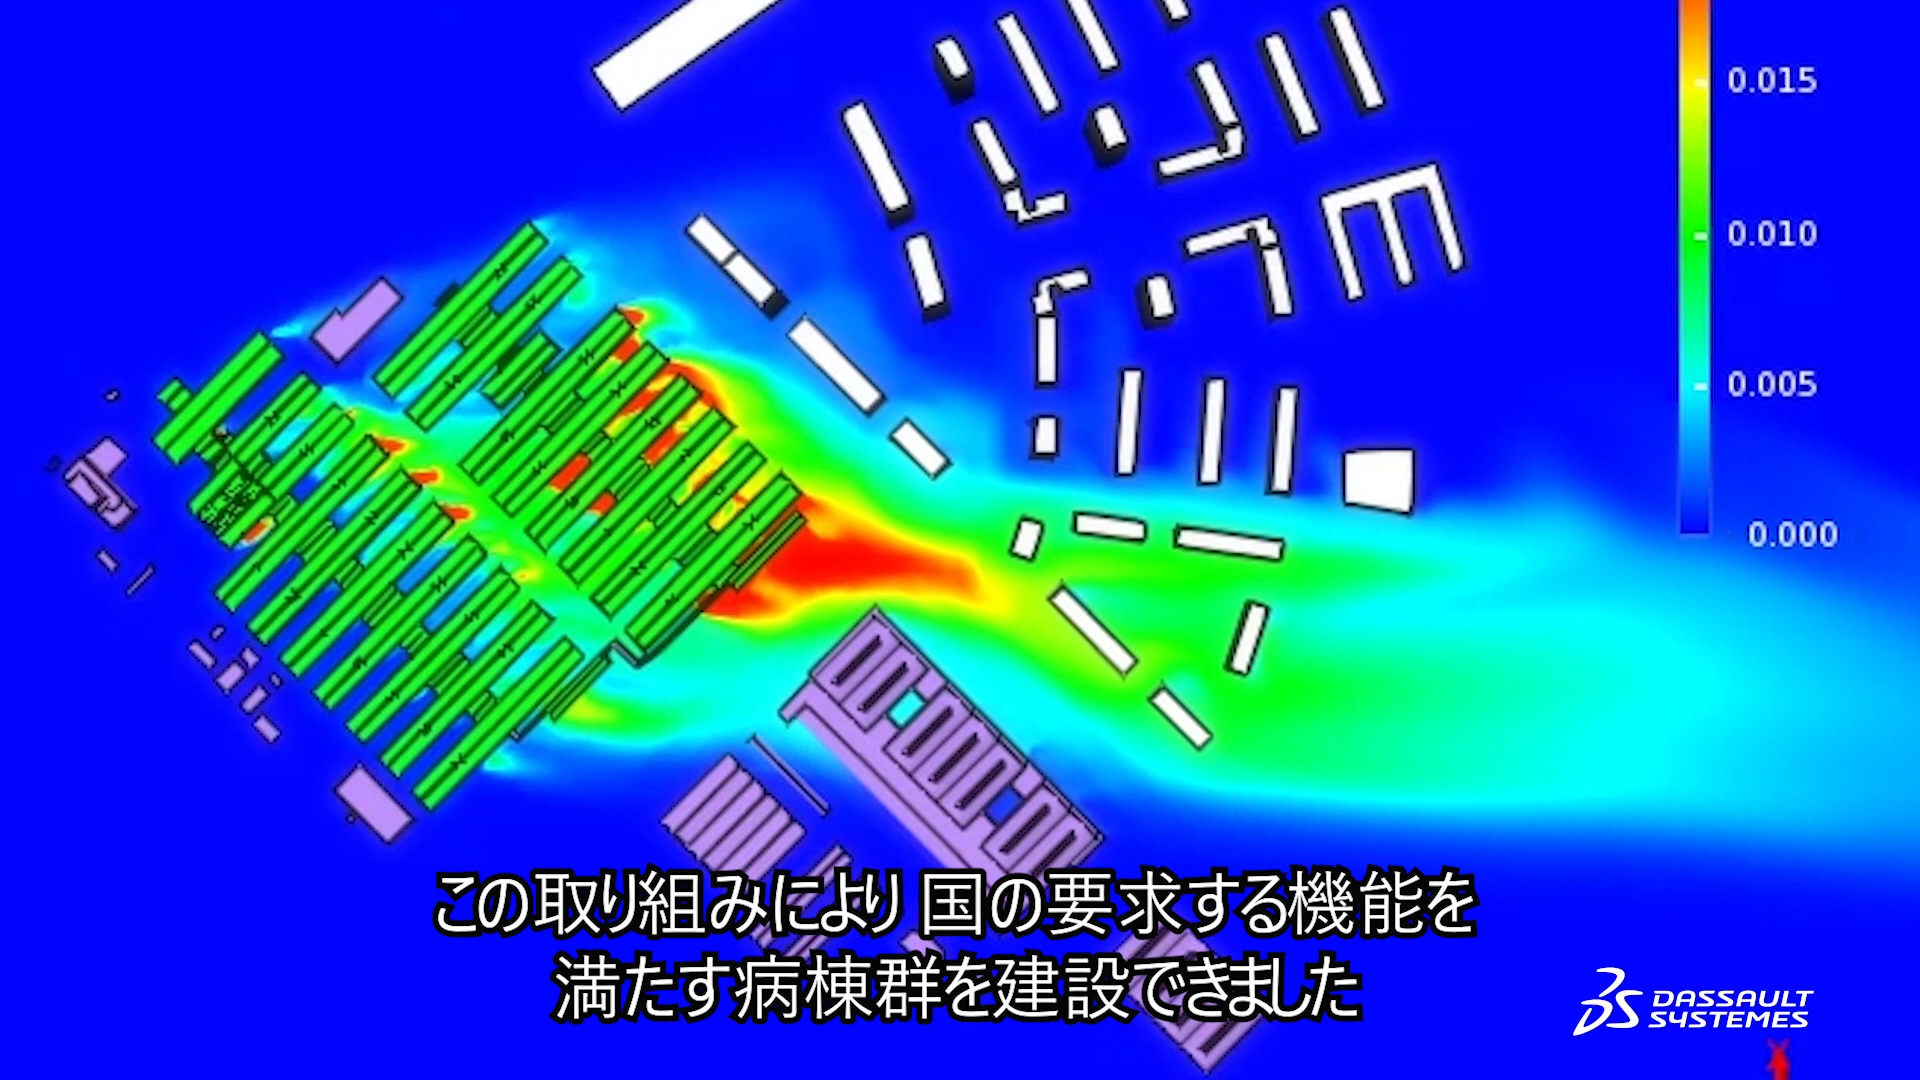 0.015
0.010
0.005
0.000
この取り組みにより 国の要求する機能を
満たす病棟群を建設できました
DASSAULT
SYSTEMES